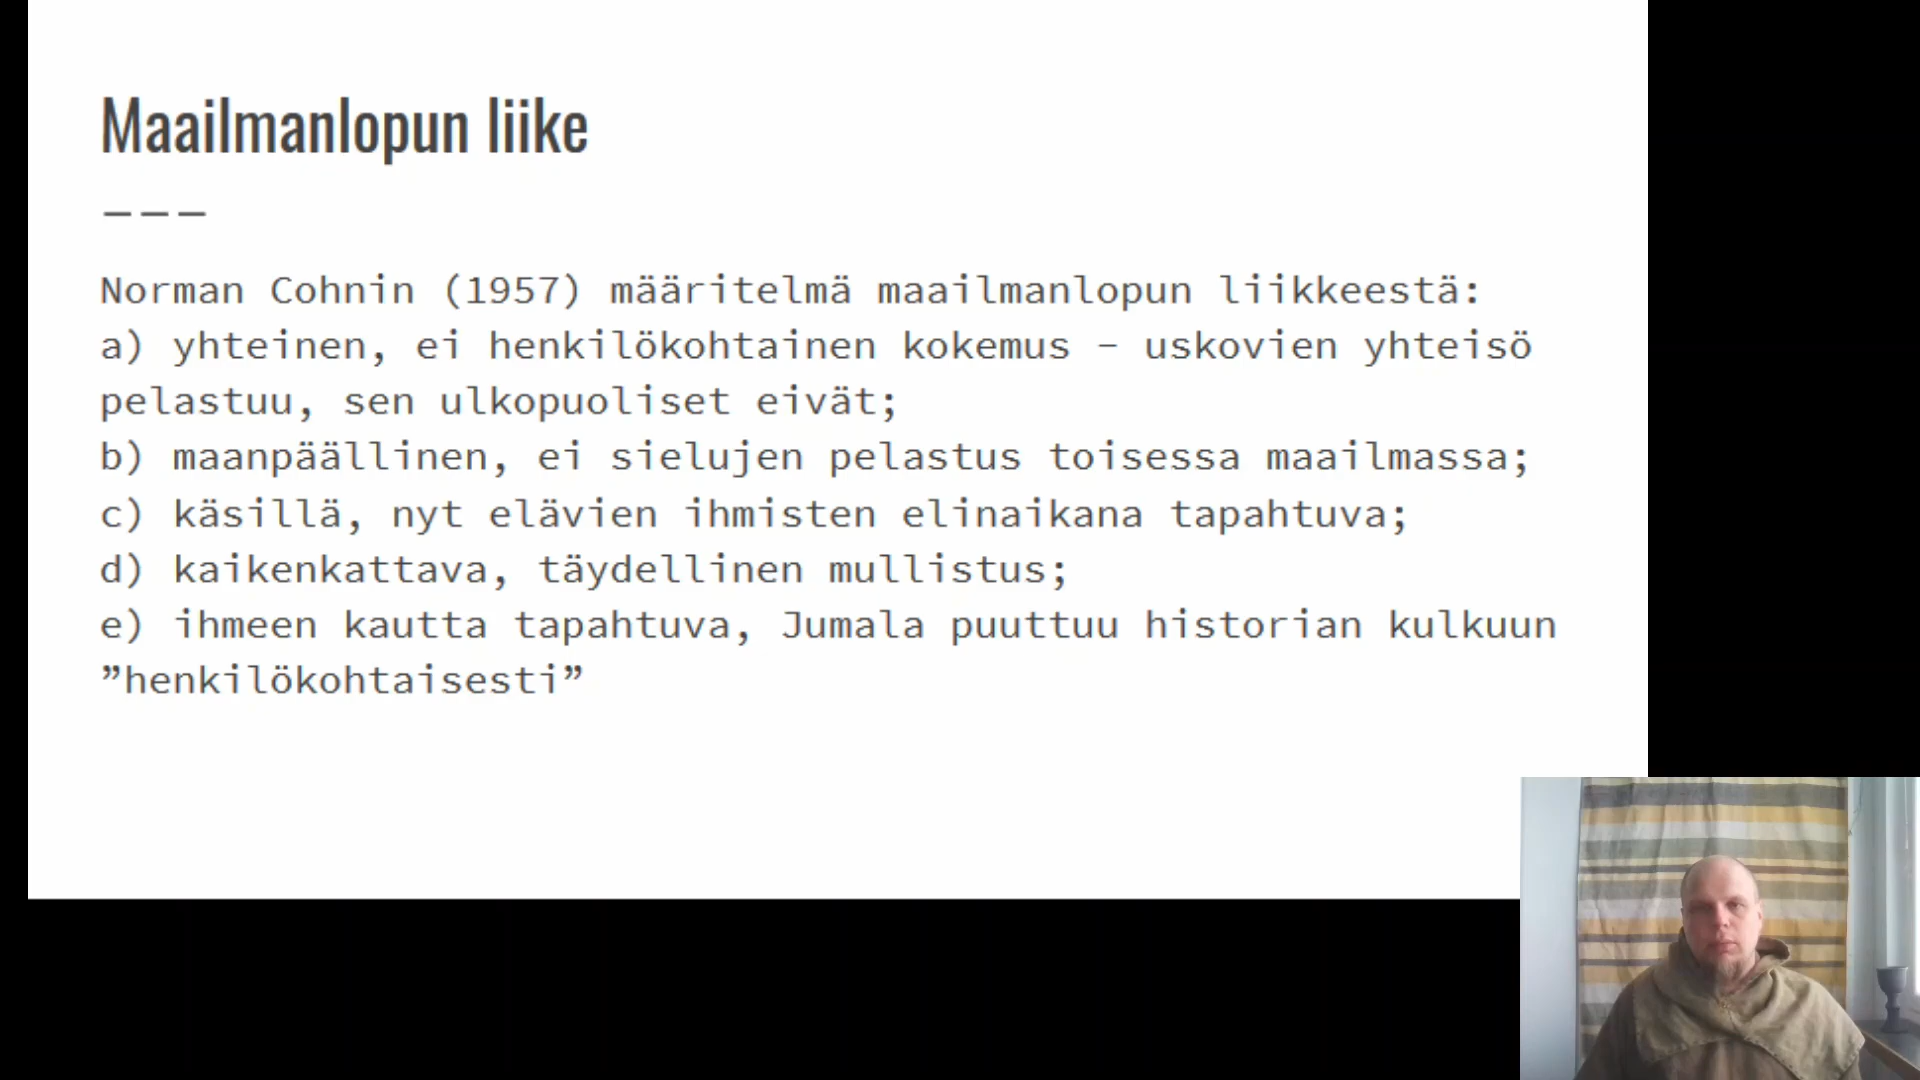 Maailmanlopun liike
———
Norman Cohnin (1957) määritelmä maailmanlopun liikkeestä:
a) yhteinen, ei henkilökohtainen kokemus – uskovien yhteisö
pelastuu, sen ulkopuoliset eivät;
b) maanpäällinen, ei sielujen pelastus toisessa maailmassa;
c) käsillä, nyt elävien ihmisten elinaikana tapahtuva;
d) kaikenkattava, täydellinen mullistus;
e) ihmeen kautta tapahtuva, Jumala puuttuu historian kulkuun
”henkilökohtaisesti”